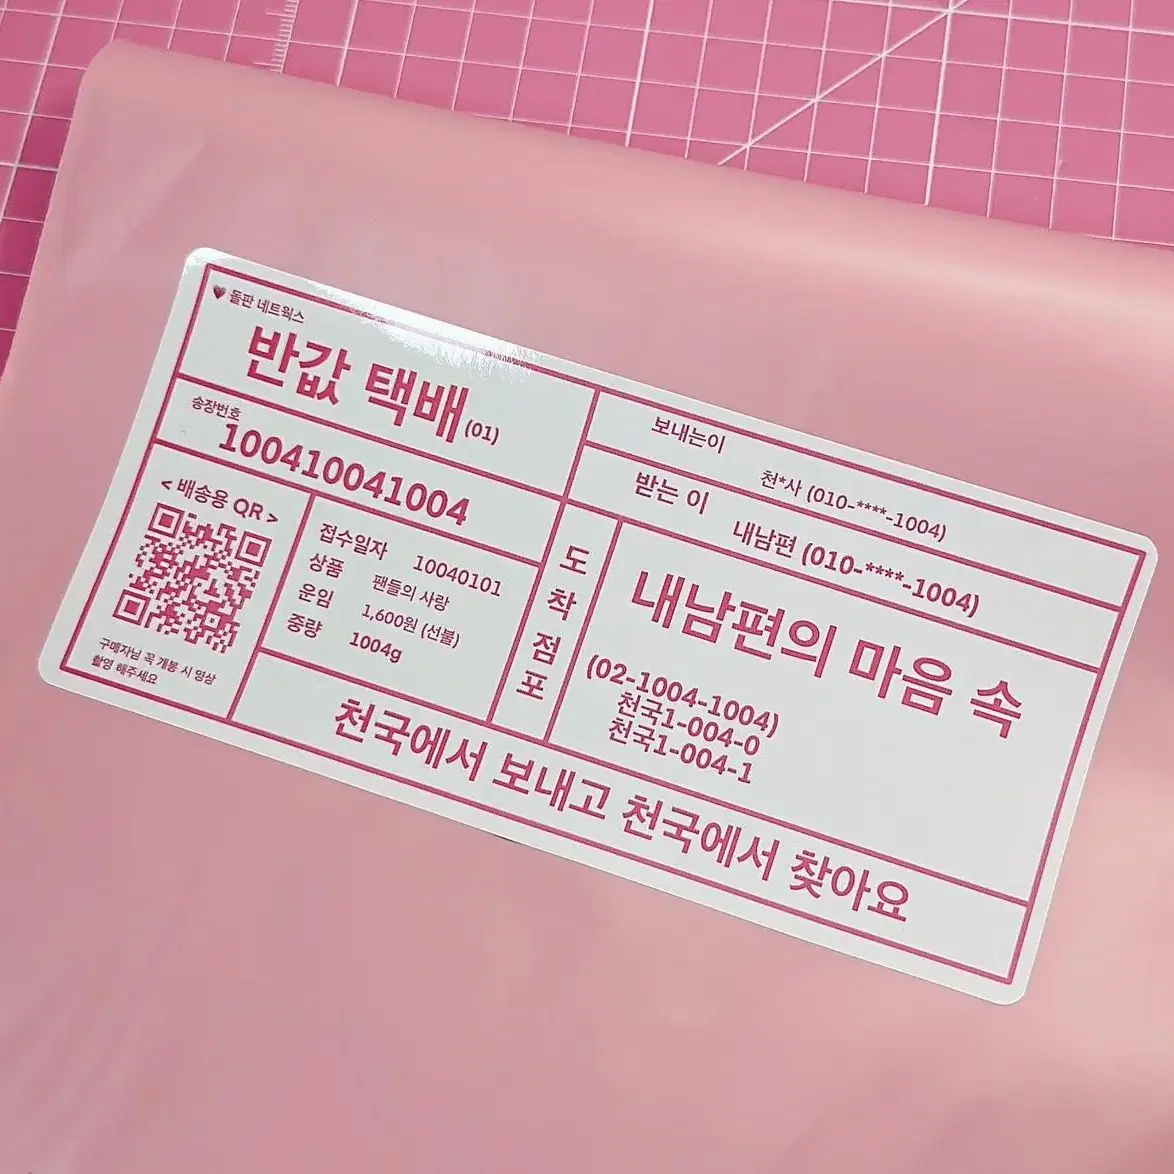 돌판 네트웍스
반값 택배 (01)
송장번호
100410041004
< 배송용 QR >
구매자님 꼭 개봉 시 영상
촬영 해주세요
접수일자 10040101
상품 팬들의 사랑
운임 1,600원 (선불)
중량 1004g
보내는이 천*사 (010-****-1004)
받는 이 내남편 (010-****-1004)
도착점포
내남편의 마음 속
(02-1004-1004)
천국1-004-0
천국1-004-1
천국에서 보내고 천국에서 찾아요